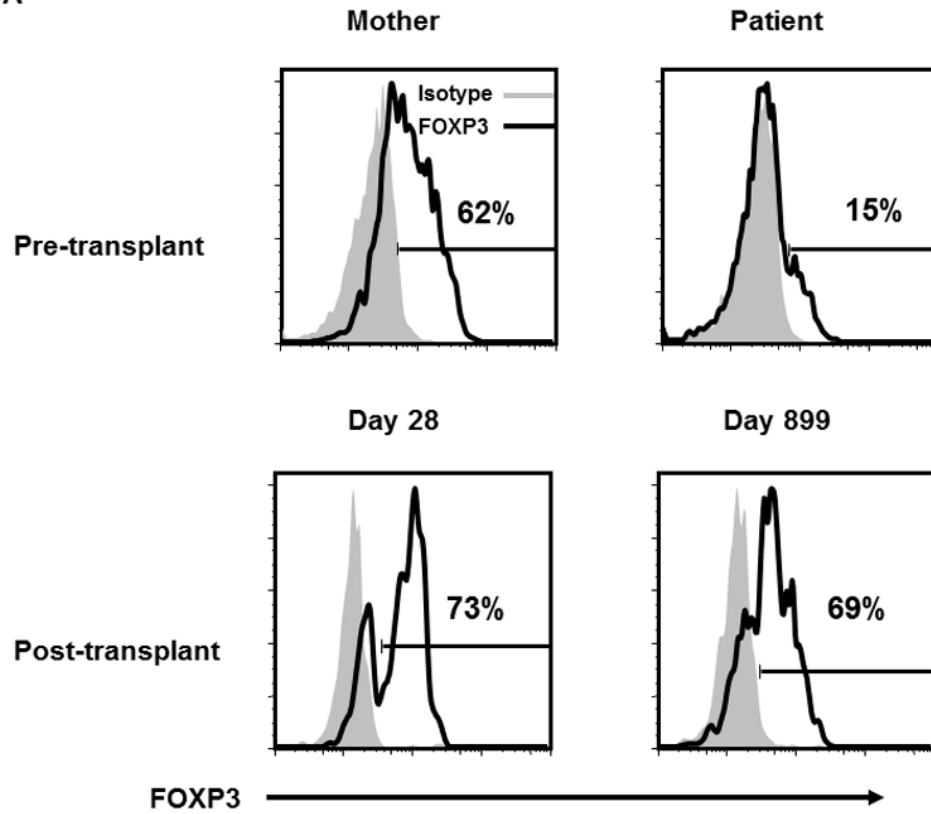 A
Mother
Patient
Isotype
FOXP3
62%
15%
Pre-transplant
Day 28
Day 899
73%
69%
Post-transplant
FOXP3